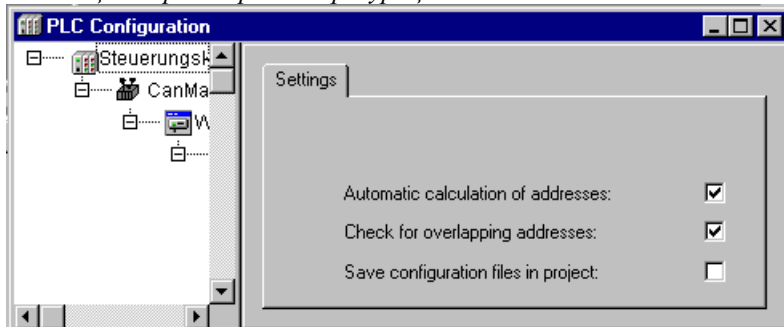 PLC Configuration
Steuerungsk
CanMa
Settings
Automatic calculation of addresses:
Check for overlapping addresses:
Save configuration files in project: